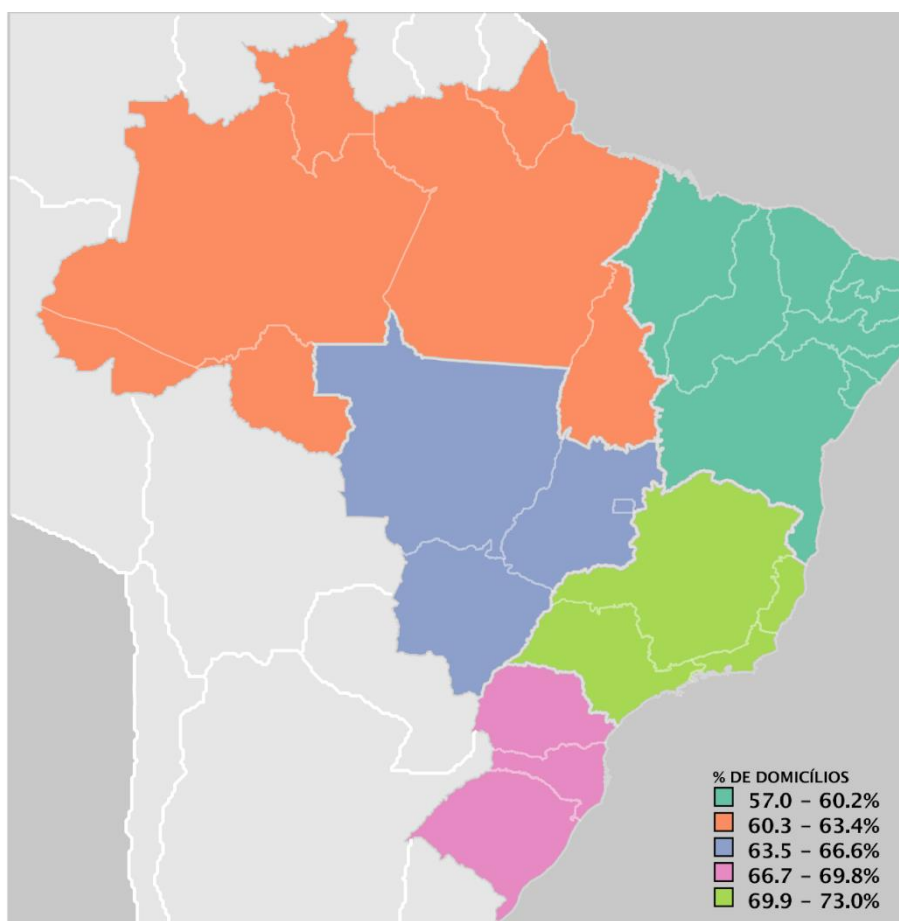 % DE DOMICÍLIOS
57.0 – 60.2%
60.3 – 63.4%
63.5 – 66.6%
66.7 – 69.8%
69.9 – 73.0%